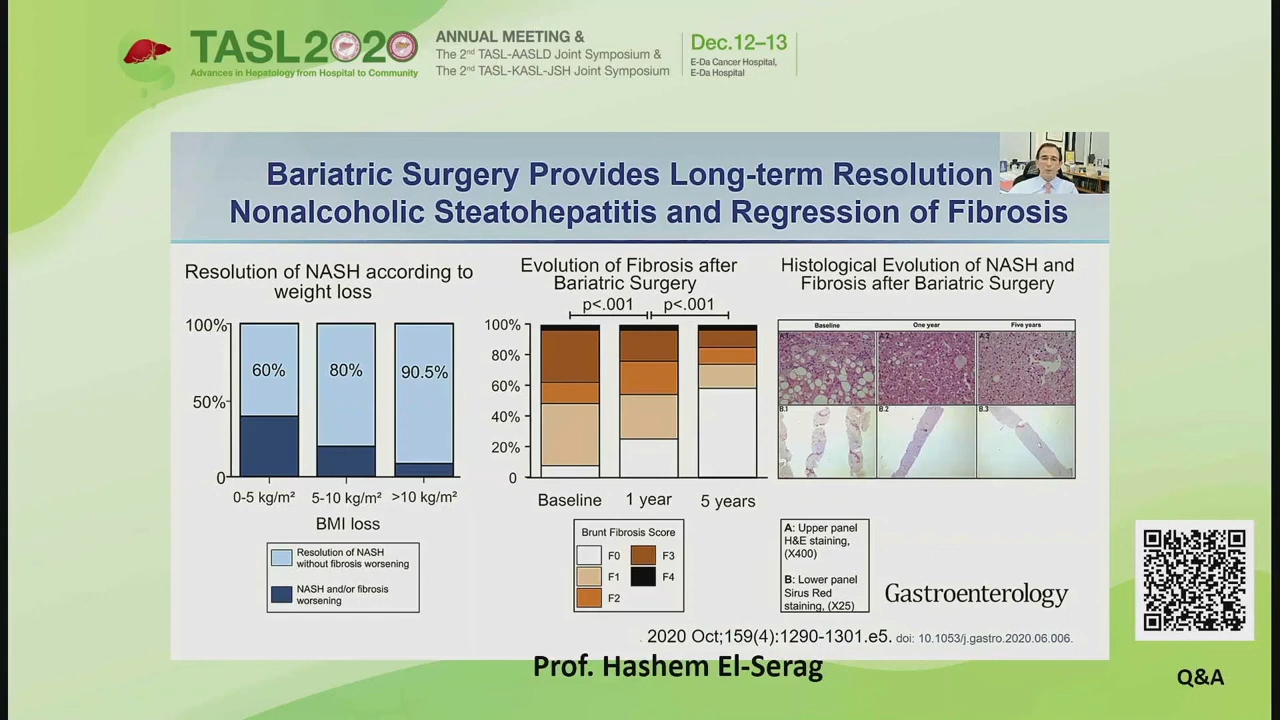 TASL2020
Advances in Hepatology from Hospital to Community
ANNUAL MEETING &
The 2nd TASL-AASLD Joint Symposium &
The 2nd TASL-KASL-JSH Joint Symposium
Dec.12–13
E-Da Cancer Hospital,
E-Da Hospital
Bariatric Surgery Provides Long-term Resolution
Nonalcoholic Steatohepatitis and Regression of Fibrosis
Resolution of NASH according to
weight loss
100%
50%
0
60%
80%
90.5%
0-5 kg/m²
5-10 kg/m²
>10 kg/m²
BMI loss
Resolution of NASH
without fibrosis worsening
NASH and/or fibrosis
worsening
Evolution of Fibrosis after
Bariatric Surgery
p<.001
p<.001
100%
80%
60%
40%
20%
0
Baseline
1 year
5 years
Brunt Fibrosis Score
F0
F3
F1
F4
F2
Histological Evolution of NASH and
Fibrosis after Bariatric Surgery
Baseline
One year
Five years
A.1
A.2
A.3
B.1
B.2
B.3
A: Upper panel
H&E staining,
(X400)
B: Lower panel
Sirus Red
staining, (X25)
Gastroenterology
2020 Oct;159(4):1290-1301.e5. doi: 10.1053/j.gastro.2020.06.006.
Prof. Hashem El-Serag
Q&A